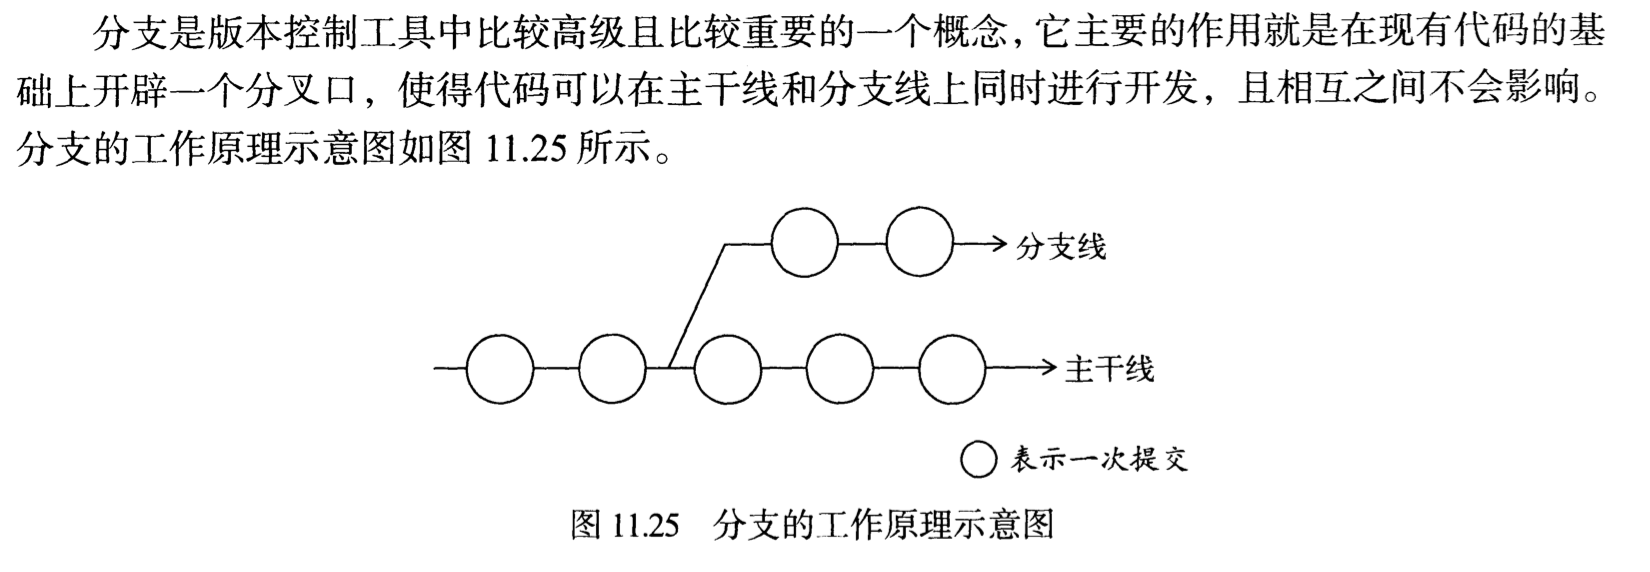 分支是版本控制工具中比较高级且比较重要的一个概念，它主要的作用就是在现有代码的基
础上开辟一个分叉口，使得代码可以在主干线和分支线上同时进行开发，且相互之间不会影响。
分支的工作原理示意图如图 11.25 所示。
分支线
主干线
表示一次提交
图 11.25 分支的工作原理示意图